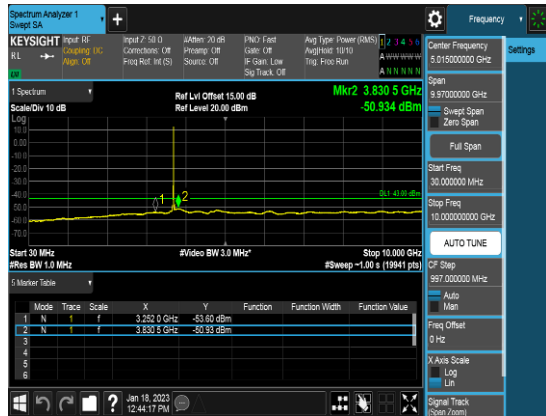 Spectrum Analyzer 1
Swept SA
+
Frequency
KEYSIGHT
RL
Input: RF
Coupling: DC
Align: Off
Input Z: 50 Ω
Corrections: Off
Freq Ref: Int (S)
#Atten: 20 dB
Preamp: Off
Source: Off
PNO: Fast
Gate: Off
IF Gain: Low
Sig Track: Off
Avg Type: Power (RMS)
Avg|Hold: 10/10
Trig: Free Run
1 2 3 4 5 6
A W W W W W
A N N N N N
1 Spectrum
Scale/Div 10 dB
Ref Lvl Offset 15.00 dB
Ref Level 20.00 dBm
Mkr2 3.830 5 GHz
-50.934 dBm
Log
10.0
0.00
-10.0
-20.0
-30.0
-40.0
-50.0
-60.0
-70.0
DL1 -43.00 dBm
1
2
Start 30 MHz
#Res BW 1.0 MHz
#Video BW 3.0 MHz*
Stop 10.000 GHz
#Sweep ~1.00 s (19941 pts)
5 Marker Table
Mode Trace Scale X Y Function Function Width Function Value
1 N 1 f 3.252 0 GHz -53.60 dBm
2 N 1 f 3.830 5 GHz -50.93 dBm
3
4
5
6
?
Jan 18, 2023
12:44:17 PM
Center Frequency
5.015000000 GHz
Settings
Span
9.97000000 GHz
Swept Span
Zero Span
Full Span
Start Freq
30.000000 MHz
Stop Freq
10.000000000 GHz
AUTO TUNE
CF Step
997.000000 MHz
Auto
Man
Freq Offset
0 Hz
X Axis Scale
Log
Lin
Signal Track
(Span Zoom)